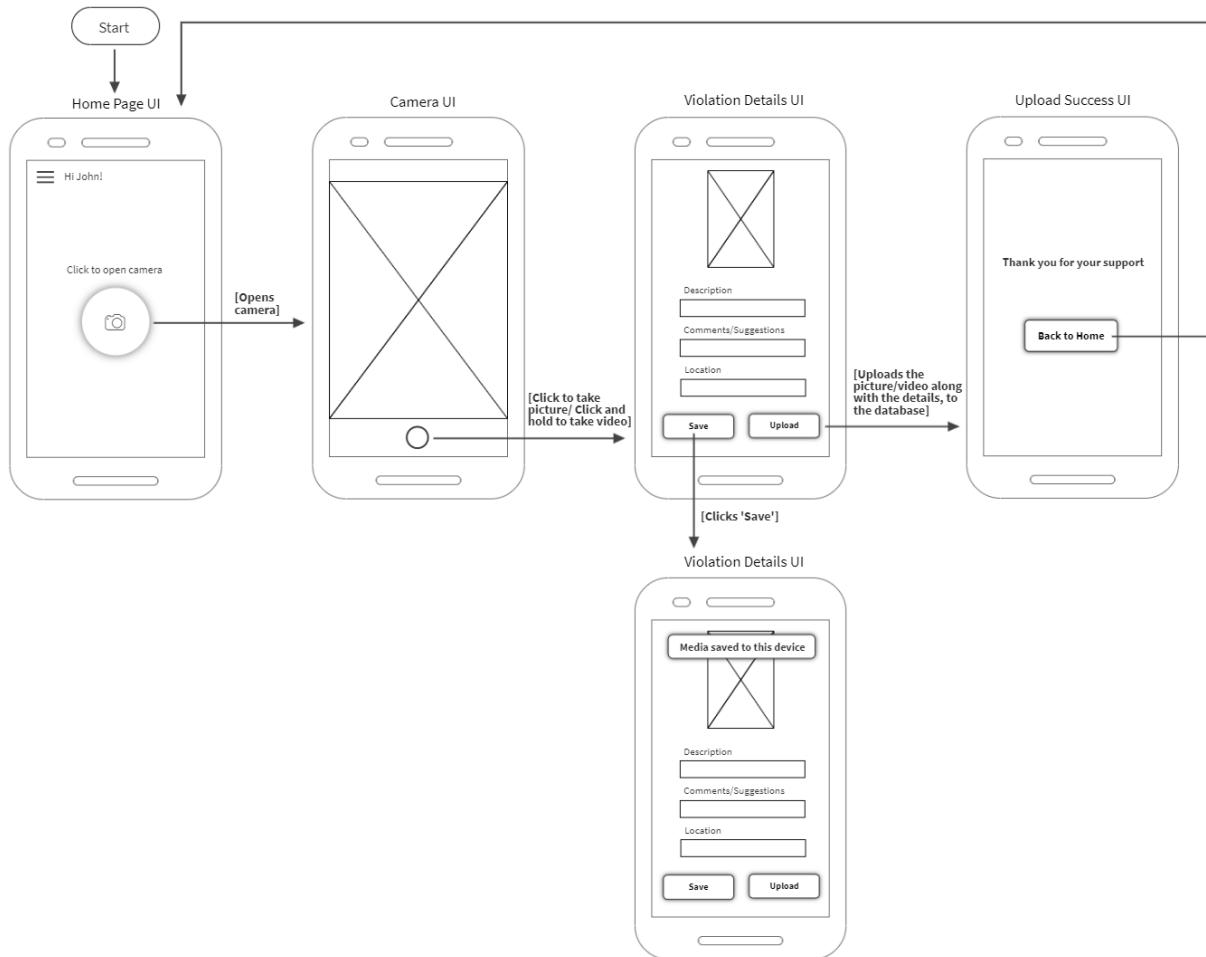 Start
Home Page UI
Hi John!
Click to open camera
[Opens
camera]
Camera UI
[Click to take
picture/ Click and
hold to take video]
Violation Details UI
Description
Comments/Suggestions
Location
Save
Upload
[Uploads the
picture/video along
with the details, to
the database]
Upload Success UI
Thank you for your support
Back to Home
[Clicks 'Save']
Violation Details UI
Media saved to this device
Description
Comments/Suggestions
Location
Save
Upload